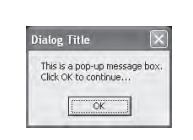 Dialog Title
This is a pop-up message box.
Click OK to continue...
OK